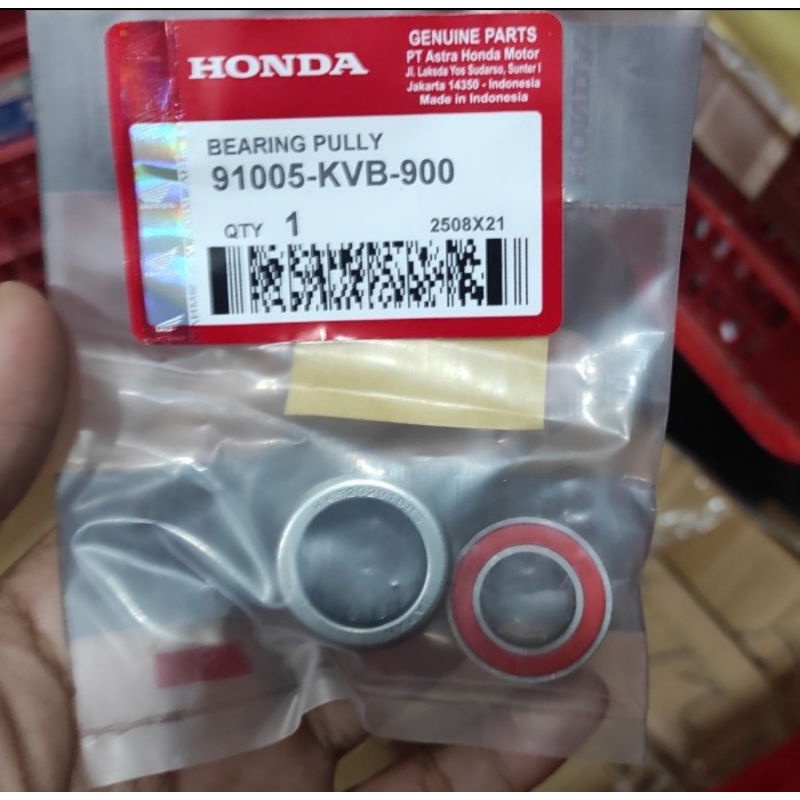 HONDA
GENUINE PARTS
PT Astra Honda Motor
Jl. Laksda Yos Sudarso, Sunter I
Jakarta 14350 - Indonesia
Made in Indonesia
BEARING PULLY
91005-KVB-900
QTY 1
2508X21
HONDA